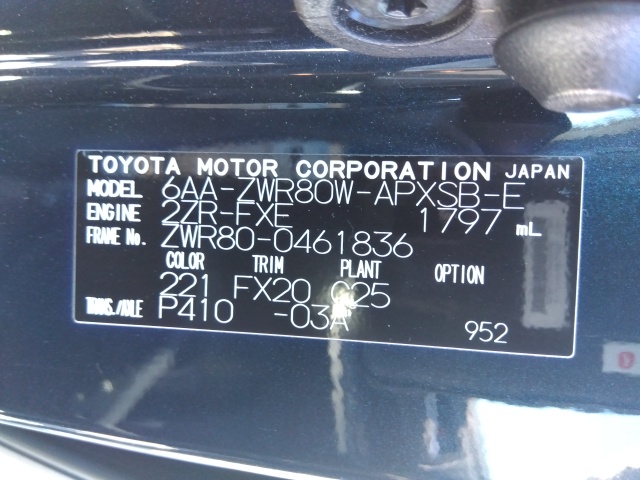 TOYOTA MOTOR CORPORATION JAPAN
MODEL 6AA-ZWR80W-APXSB-E
ENGINE 2ZR-FXE 1797 mL
FRAME No. ZWR80-0461836
COLOR TRIM PLANT OPTION
221 FX20 C25
TRANS./AXLE P410 -03A
952